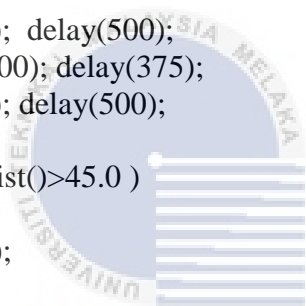 ); delay(500);
00); delay(375);
); delay(500);
ist()>45.0 )
);